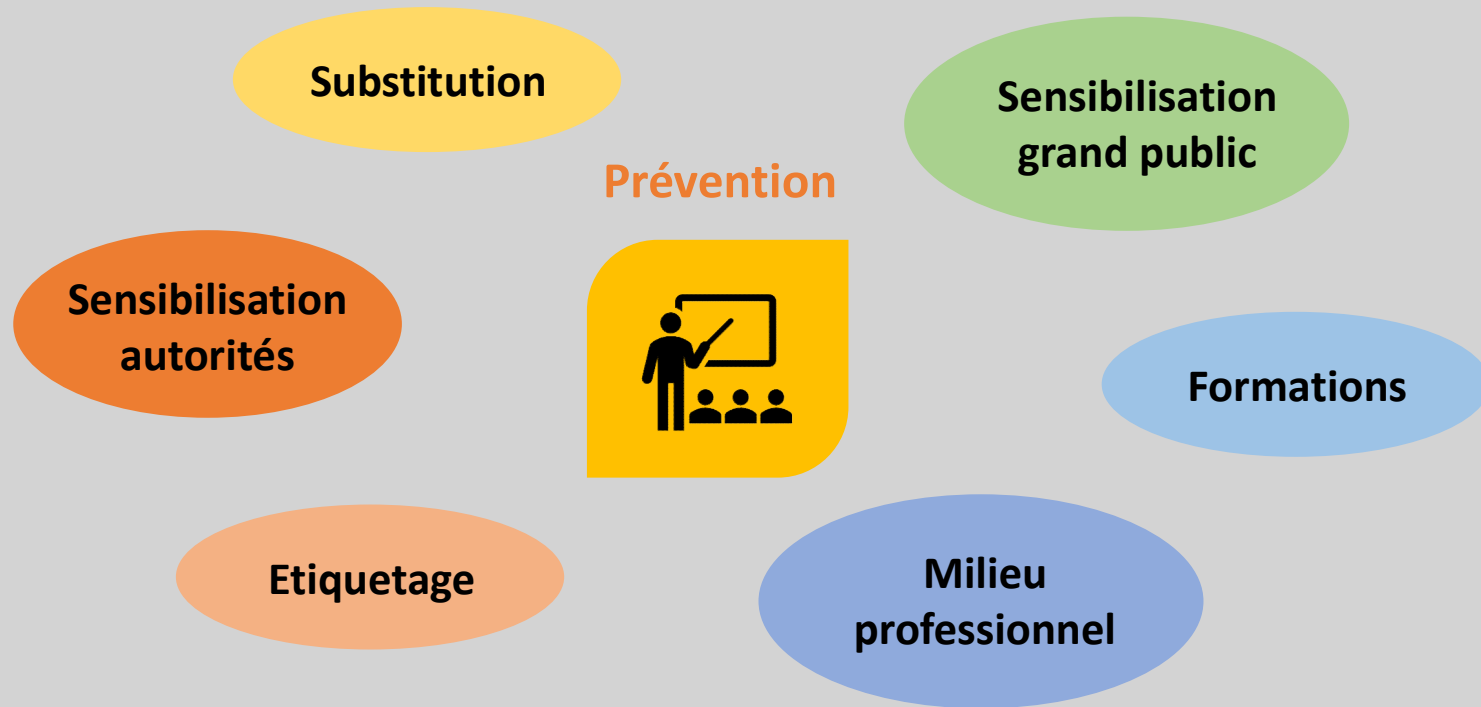 Substitution
Sensibilisation
grand public
Prévention
Sensibilisation
autorités
Formations
Etiquetage
Milieu
professionnel